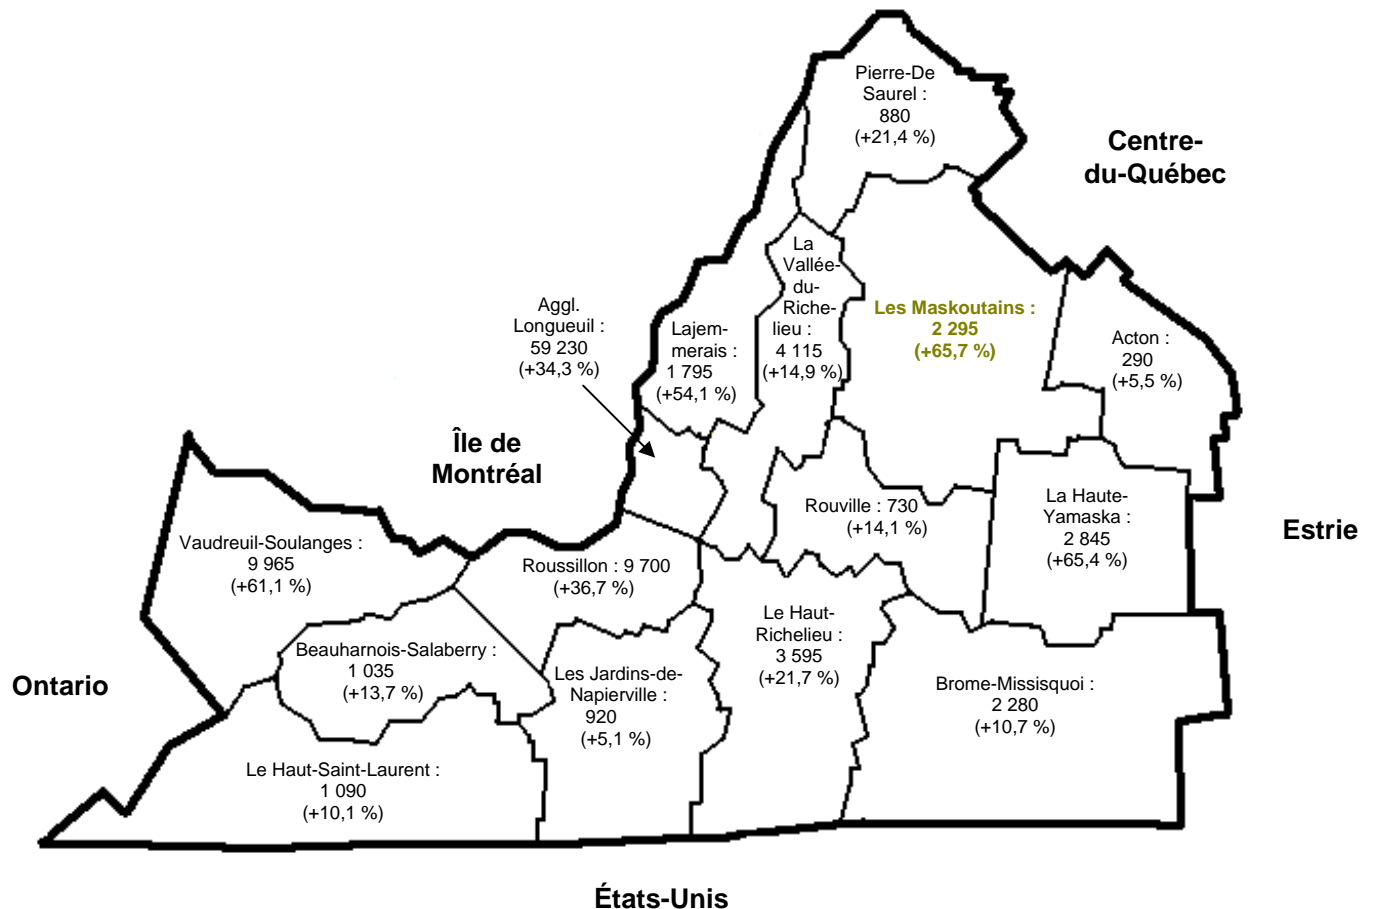 Pierre-De
Saurel :
880
(+21,4 %)
Centre-
du-Québec
La
Vallée-
du-
Riche-
lieu :
4 115
(+14,9 %)
Les Maskoutains :
2 295
(+65,7 %)
Aggl.
Longueuil :
59 230
(+34,3 %)
Lajem-
merais :
1 795
(+54,1 %)
Acton :
290
(+5,5 %)
Île de
Montréal
Rouville : 730
(+14,1 %)
La Haute-
Yamaska :
2 845
(+65,4 %)
Estrie
Vaudreuil-Soulanges :
9 965
(+61,1 %)
Roussillon : 9 700
(+36,7 %)
Le Haut-
Richelieu :
3 595
(+21,7 %)
Beauharnois-Salaberry :
1 035
(+13,7 %)
Les Jardins-de-
Napierville :
920
(+5,1 %)
Brome-Missisquoi :
2 280
(+10,7 %)
Ontario
Le Haut-Saint-Laurent :
1 090
(+10,1 %)
États-Unis